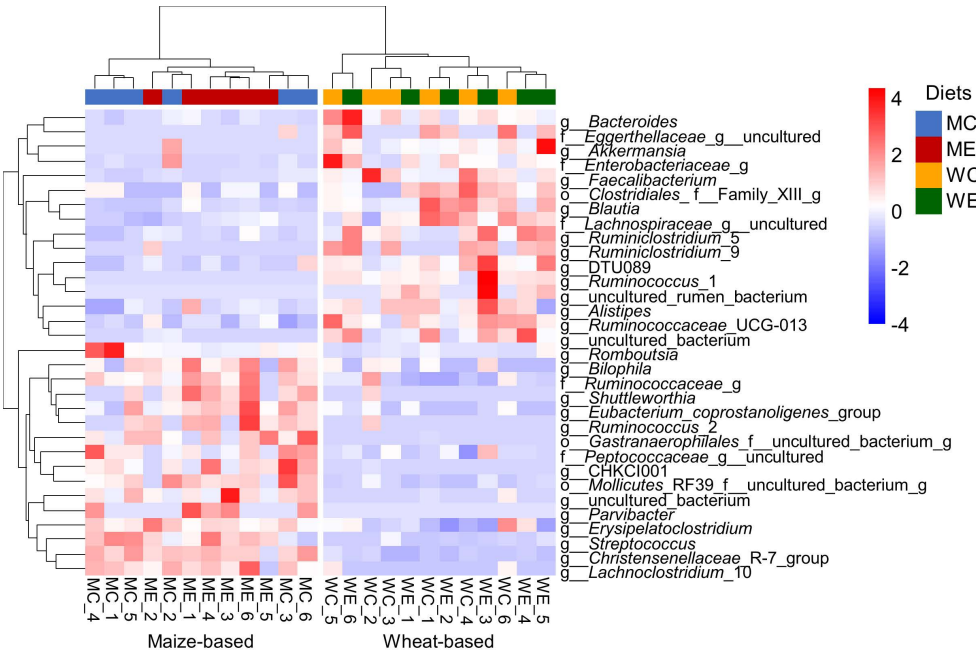 Diets
MC
ME
WC
WE
4
2
0
-2
-4
g__Bacteroides
f__Eggerthellaceae_g__uncultured
g__Akkermansia
f__Enterobacteriaceae_g
g__Faecalibacterium
o__Clostridiales_ f__Family_XIII_g
g__Blautia
f__Lachnospiraceae_g__uncultured
g__Ruminiclostridium_5
g__Ruminiclostridium_9
g__DTU089
g__Ruminococcus_1
g__uncultured_rumen_bacterium
g__Alistipes
g__Ruminococcaceae_UCG-013
g__uncultured_bacterium
g__Romboutsia
g__Bilophila
f__Ruminococcaceae_g
g__Shuttleworthia
g__Eubacterium_coprostanoligenes_group
g__Ruminococcus_2
o__Gastranaerophilales_f__uncultured_bacterium_g
f__Peptococcaceae_g__uncultured
g__CHKCI001
o__Mollicutes_RF39_f__uncultured_bacterium_g
g__uncultured_bacterium
g__Parvibacter
g__Erysipelatoclostridium
g__Streptococcus
g__Christensenellaceae_R-7_group
g__Lachnoclostridium_10
MC_4
MC_1
MC_5
ME_2
MC_2
ME_1
ME_4
ME_3
ME_6
ME_5
MC_3
MC_6
WC_5
WE_6
WC_2
WC_3
WE_1
WC_1
WE_2
WC_4
WE_3
WC_6
WE_4
WE_5
Maize-based
Wheat-based